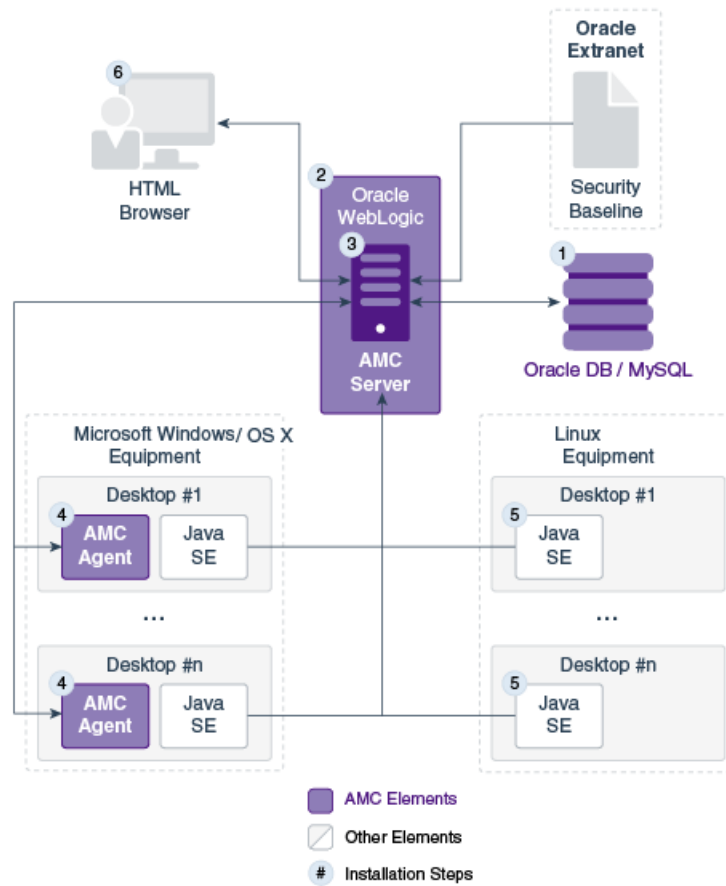 Oracle
Extranet
6
HTML
Browser
Security
Baseline
2
Oracle
WebLogic
3
AMC
Server
1
Oracle DB / MySQL
Microsoft Windows/ OS X
Equipment
Desktop #1
4
AMC
Agent
Java
SE
...
Desktop #n
4
AMC
Agent
Java
SE
Linux
Equipment
Desktop #1
5
Java
SE
...
Desktop #n
5
Java
SE
AMC Elements
Other Elements
# Installation Steps